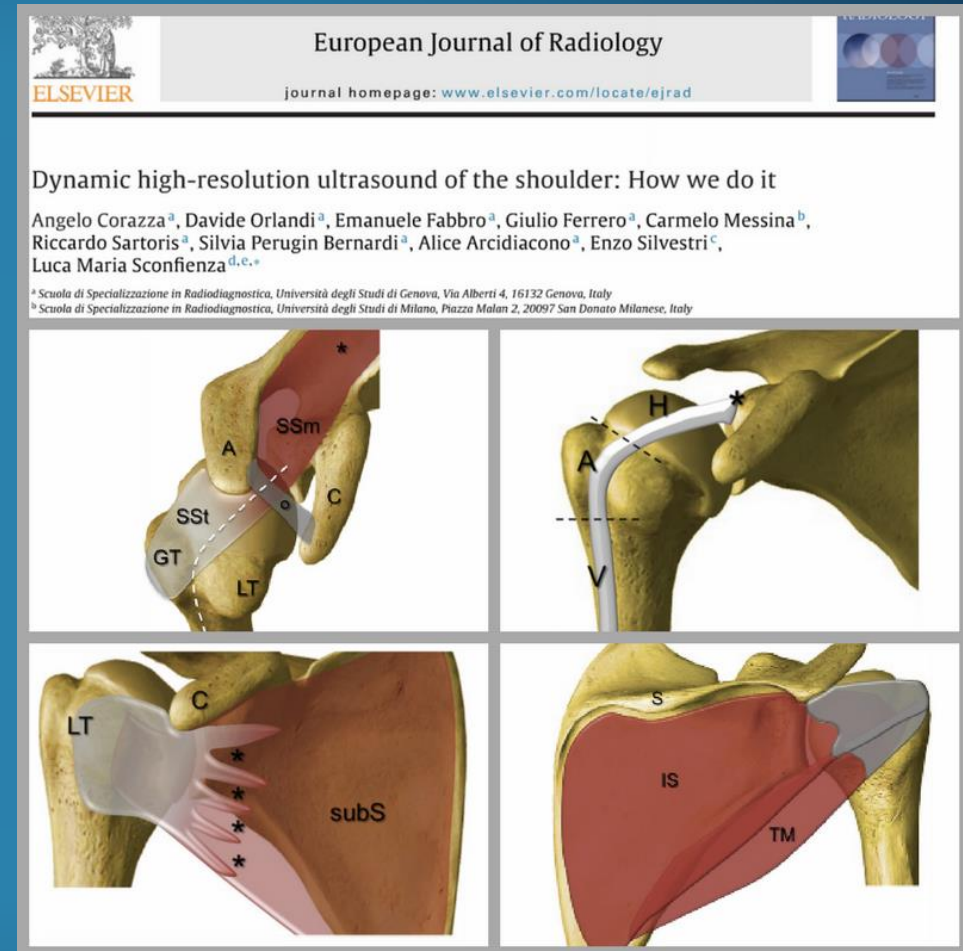 European Journal of Radiology
ELSEVIER
journal homepage: www.elsevier.com/locate/ejrad
RADIOLOGY
Dynamic high-resolution ultrasound of the shoulder: How we do it
Angelo Corazza a, Davide Orlandi a, Emanuele Fabbro a, Giulio Ferrero a, Carmelo Messina b,
Riccardo Sartoris a, Silvia Perugin Bernardi a, Alice Arcidiacono a, Enzo Silvestri c,
Luca Maria Sconfienza d,e,*
a Scuola di Specializzazione in Radiodiagnostica, Università degli Studi di Genova, Via Alberti 4, 16132 Genova, Italy
b Scuola di Specializzazione in Radiodiagnostica, Università degli Studi di Milano, Piazza Malan 2, 20097 San Donato Milanese, Italy
*
SSm
A
C
°
SSt
GT
LT
H
*
A
V
C
LT
*
*
subS
*
*
S
IS
TM